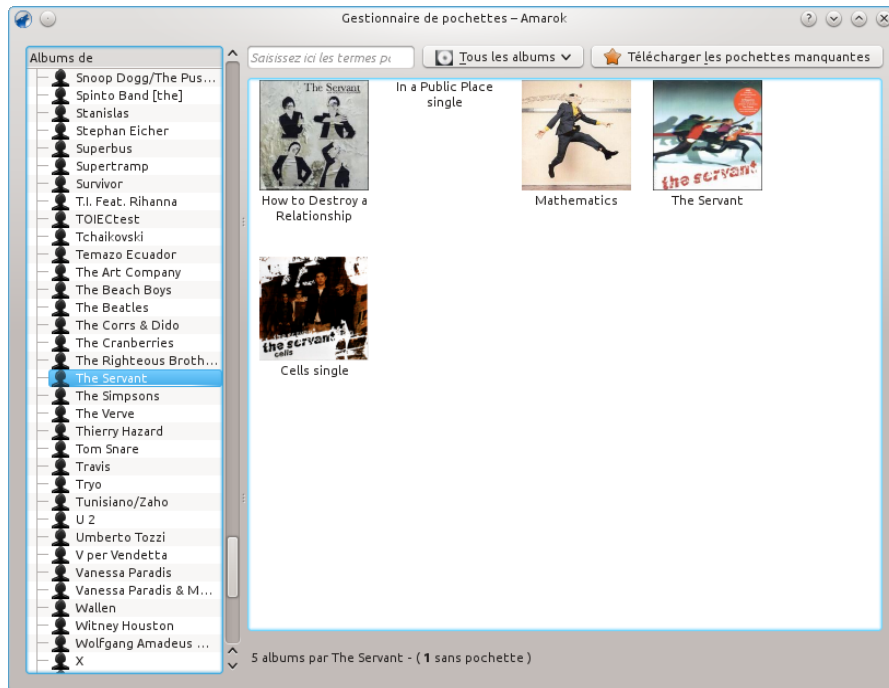 Gestionnaire de pochettes – Amarok
Albums de
Snoop Dogg/The Pus...
Spinto Band [the]
Stanislas
Stephan Eicher
Superbus
Supertramp
Survivor
T.I. Feat. Rihanna
TOIECtest
Tchaikovski
Temazo Ecuador
The Art Company
The Beach Boys
The Beatles
The Corrs & Dido
The Cranberries
The Righteous Broth...
The Servant
The Simpsons
The Verve
Thierry Hazard
Tom Snare
Travis
Tryo
Tunisiano/Zaho
U 2
Umberto Tozzi
V per Vendetta
Vanessa Paradis
Vanessa Paradis & M...
Wallen
Witney Houston
Wolfgang Amadeus ...
X
Saisissez ici les termes
Tous les albums
Télécharger les pochettes manquantes
The Servant
How to Destroy a
Relationship
In a Public Place
single
Mathematics
the servant
The Servant
the servant
cells
Cells single
5 albums par The Servant - ( 1 sans pochette )